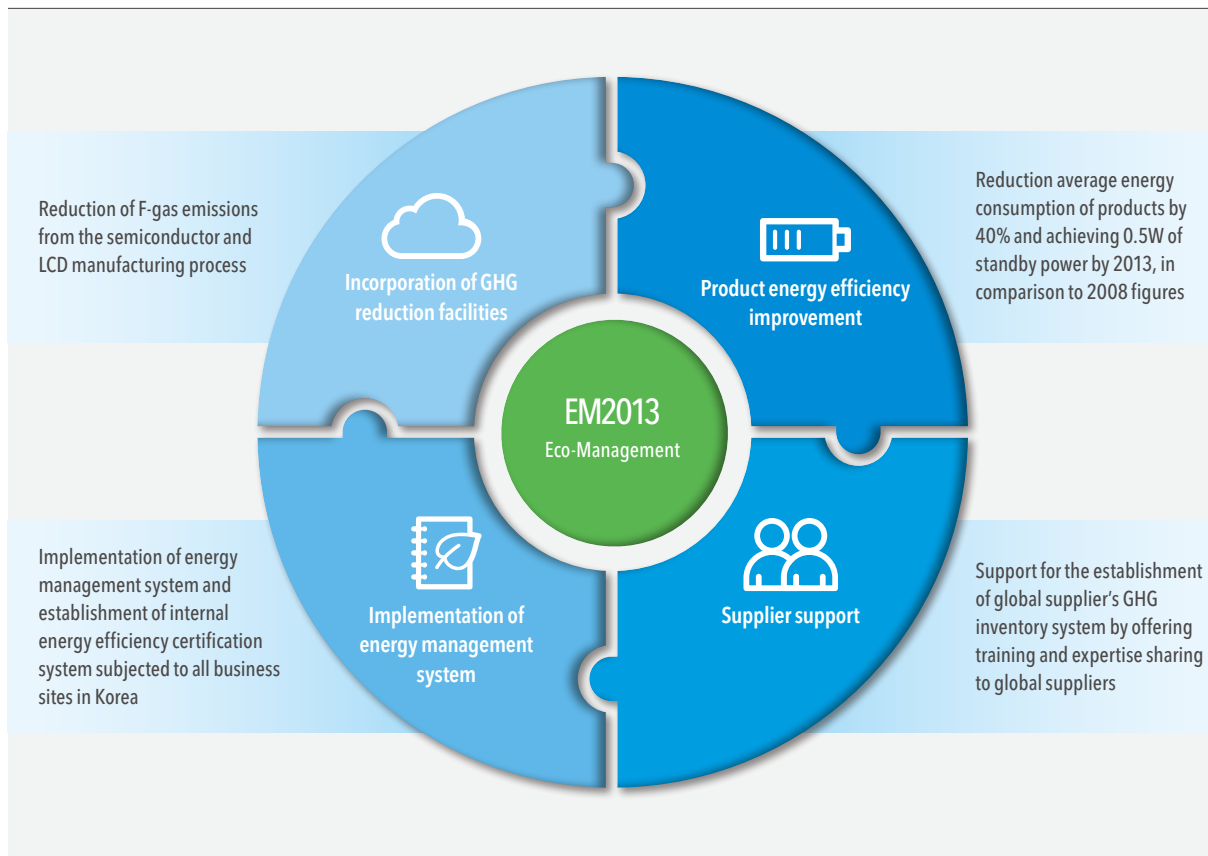 Reduction of F-gas emissions
from the semiconductor and
LCD manufacturing process
Incorporation of GHG
reduction facilities
Product energy efficiency
improvement
Reduction average energy
consumption of products by
40% and achieving 0.5W of
standby power by 2013, in
comparison to 2008 figures
EM2013
Eco-Management
Implementation of energy
management system and
establishment of internal
energy efficiency certification
system subjected to all business
sites in Korea
Implementation of
energy management
system
Supplier support
Support for the establishment
of global supplier’s GHG
inventory system by offering
training and expertise sharing
to global suppliers